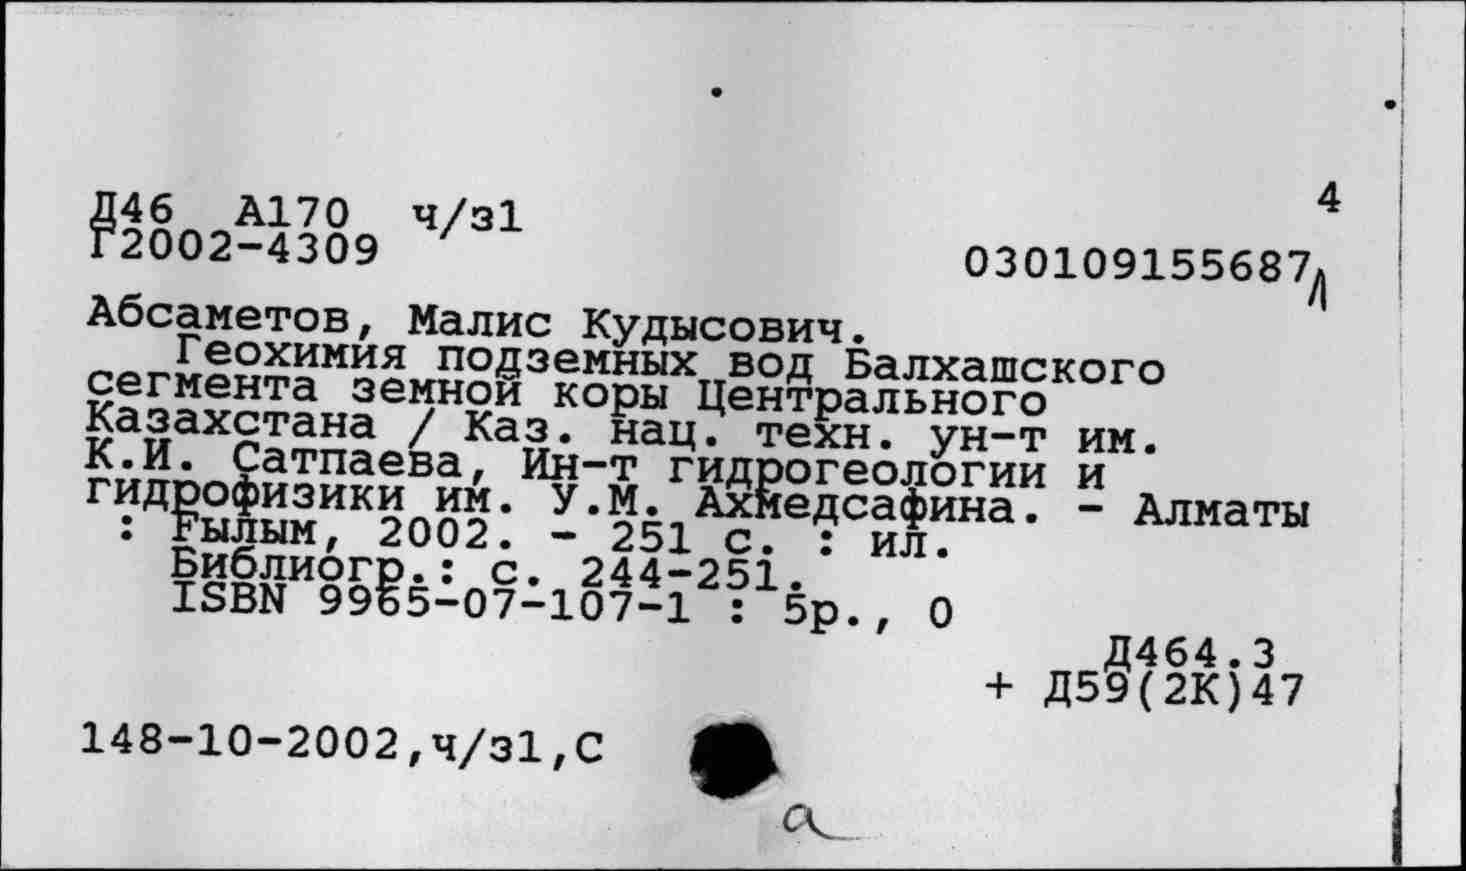 4
Д46 А170 ч/з1
Г2002-4309
030109155687
Л
Абсаметов, Малис Кудысович.
Геохимия подземных вод Балхашского
сегмента земной коры Центрального
Казахстана / Каз. нац. техн. ун-т им.
К.И. Сатпаева, Ин-т гидрогеологии и
гидрофизики им. У.М. Ахмедсафина. - Алматы
: Ғылым, 2002. - 251 с. : ил.
Библиогр.: с. 244-251.
ISBN 9965-07-107-1 : 5р., 0
Д464.3
+ Д59(2К)47
148-10-2002,ч/з1,С
а